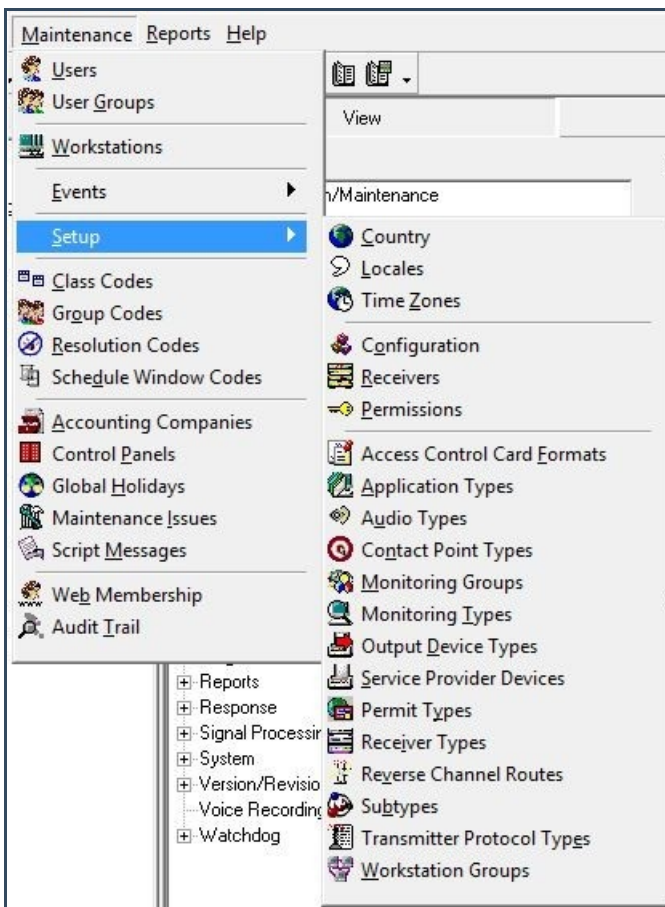 Maintenance Reports Help
Users
User Groups
Workstations
Events
Setup
Class Codes
Group Codes
Resolution Codes
Schedule Window Codes
Accounting Companies
Control Panels
Global Holidays
Maintenance Issues
Script Messages
Web Membership
Audit Trail
View
n/Maintenance
Country
Locales
Time Zones
Configuration
Receivers
Permissions
Access Control Card Formats
Application Types
Audio Types
Contact Point Types
Monitoring Groups
Monitoring Types
Output Device Types
Service Provider Devices
Permit Types
Receiver Types
Reverse Channel Routes
Subtypes
Transmitter Protocol Types
Workstation Groups
Reports
Response
Signal Processin
System
Version/Revisio
Voice Recording
Watchdog